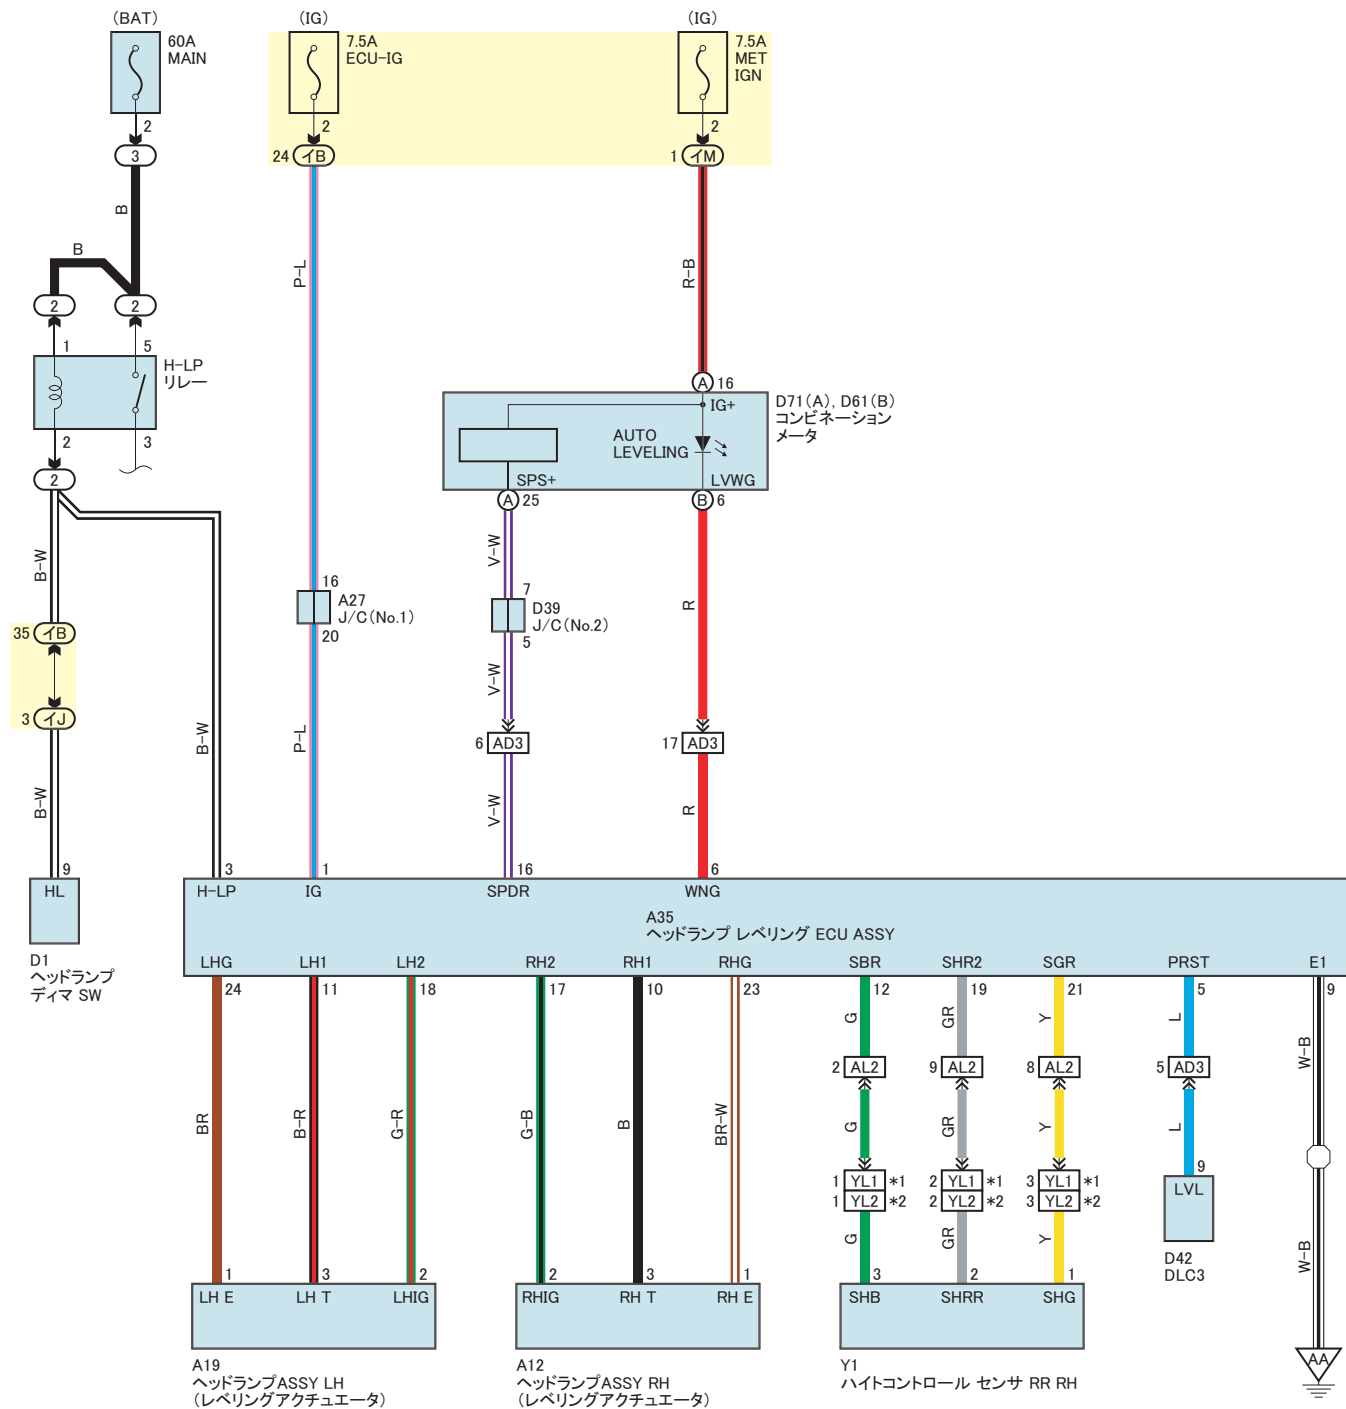 (BAT)
60A
MAIN
2
3
B
B
2
2
1
5
H-LP
リレー
2
3
2
B-W
35 イB
3 イJ
B-W
9
HL
D1
ヘッドランプ
ディマ SW
B-W
(IG)
7.5A
ECU-IG
2
24 イB
P-L
16
A27
J/C(No.1)
20
P-L
(IG)
7.5A
MET
IGN
2
1 イM
R-B
A 16
IG+
AUTO
LEVELING
SPS+
LVWG
D71(A), D61(B)
コンビネーション
メータ
A 25
B 6
V-W
7
D39
J/C(No.2)
5
V-W
6 AD3
V-W
R
17 AD3
R
3
1
16
6
H-LP
IG
SPDR
WNG
A35
ヘッドランプ レベリング ECU ASSY
LHG
LH1
LH2
RH2
RH1
RHG
SBR
SHR2
SGR
PRST
E1
24
11
18
17
10
23
12
19
21
5
9
BR
B-R
G-R
G-B
B
BR-W
G
GR
Y
L
W-B
2 AL2
9 AL2
8 AL2
5 AD3
G
GR
Y
L
1 YL1 *1
1 YL2 *2
2 YL1 *1
2 YL2 *2
3 YL1 *1
3 YL2 *2
9
LVL
D42
DLC3
G
GR
Y
W-B
1
3
2
LH E
LH T
LHIG
2
3
1
RHIG
RH T
RH E
3
2
1
SHB
SHRR
SHG
AA
A19
ヘッドランプASSY LH
(レベリングアクチュエータ)
A12
ヘッドランプASSY RH
(レベリングアクチュエータ)
Y1
ハイトコントロール センサ RR RH